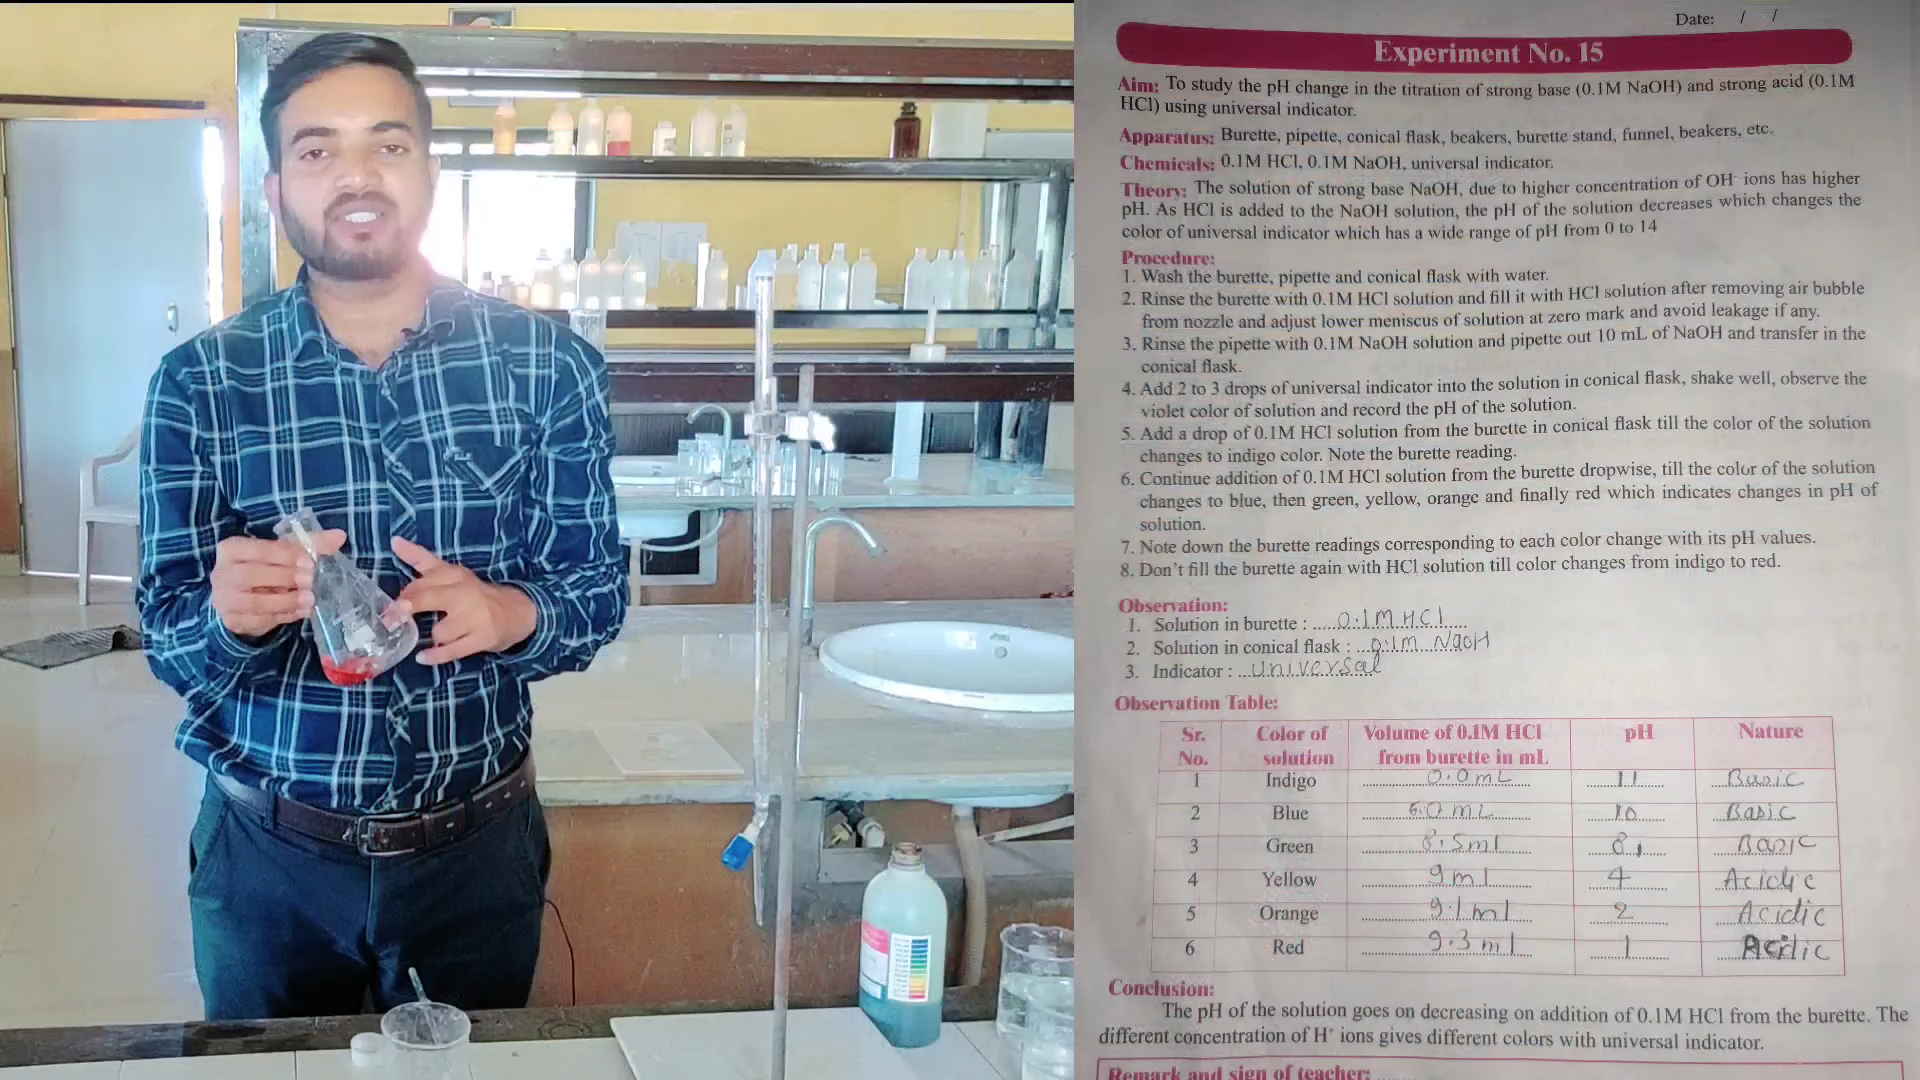 Date: / /
Experiment No. 15
Aim: To study the pH change in the titration of strong base (0.1M NaOH) and strong acid (0.1M
HCl) using universal indicator.
Apparatus: Burette, pipette, conical flask, beakers, burette stand, funnel, beakers, etc.
Chemicals: 0.1M HCl, 0.1M NaOH, universal indicator.
Theory: The solution of strong base NaOH, due to higher concentration of OH⁻ ions has higher
pH. As HCl is added to the NaOH solution, the pH of the solution decreases which changes the
color of universal indicator which has a wide range of pH from 0 to 14
Procedure:
1. Wash the burette, pipette and conical flask with water.
2. Rinse the burette with 0.1M HCl solution and fill it with HCl solution after removing air bubble
from nozzle and adjust lower meniscus of solution at zero mark and avoid leakage if any.
3. Rinse the pipette with 0.1M NaOH solution and pipette out 10 mL of NaOH and transfer in the
conical flask.
4. Add 2 to 3 drops of universal indicator into the solution in conical flask, shake well, observe the
violet color of solution and record the pH of the solution.
5. Add a drop of 0.1M HCl solution from the burette in conical flask till the color of the solution
changes to indigo color. Note the burette reading.
6. Continue addition of 0.1M HCl solution from the burette dropwise, till the color of the solution
changes to blue, then green, yellow, orange and finally red which indicates changes in pH of
solution.
7. Note down the burette readings corresponding to each color change with its pH values.
8. Don't fill the burette again with HCl solution till color changes from indigo to red.
Observation:
1. Solution in burette : 0.1M HCl
2. Solution in conical flask : 0.1M NaOH
3. Indicator : universal
Observation Table:
Sr. No. Color of solution Volume of 0.1M HCl from burette in mL pH Nature
1 Indigo 0.0 mL 11 Basic
2 Blue 6.0 mL 10 Basic
3 Green 8.5 ml 8 Basic
4 Yellow 9 ml 4 Acidic
5 Orange 9.1 ml 2 Acidic
6 Red 9.3 ml 1 Acidic
Conclusion:
The pH of the solution goes on decreasing on addition of 0.1M HCl from the burette. The
different concentration of H⁺ ions gives different colors with universal indicator.
Remark and sign of teacher: